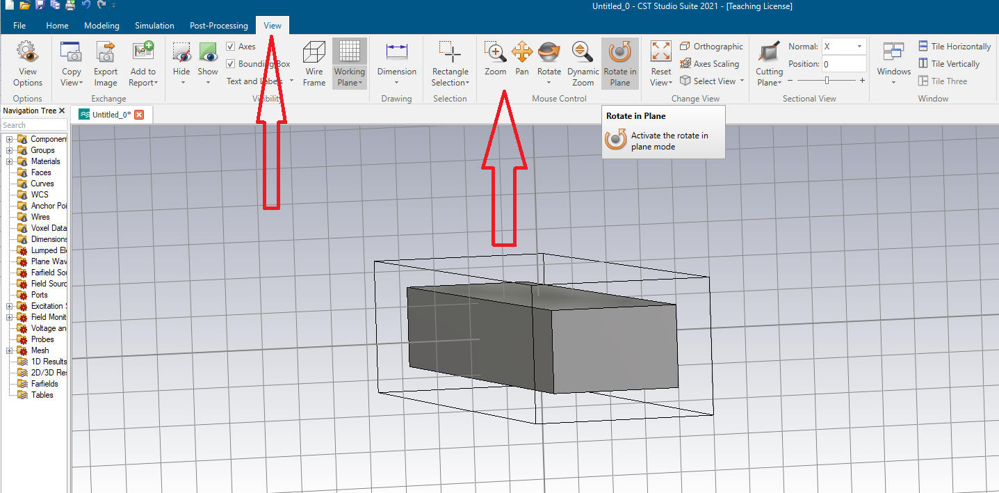 Untitled_0 - CST Studio Suite 2021 - [Teaching License]
File Home Modeling Simulation Post-Processing View
View Options
Options
Copy View
Export Image
Add to Report
Exchange
Hide
Show
Axes
Bounding Box
Text and Labels
Wire Frame
Working Plane
Visibility
Dimension
Drawing
Rectangle Selection
Selection
Zoom
Pan
Rotate
Dynamic Zoom
Rotate in Plane
Mouse Control
Reset View
Orthographic
Axes Scaling
Select View
Change View
Cutting Plane
Normal: X
Position: 0
− +
Sectional View
Windows
Tile Horizontally
Tile Vertically
Tile Three
Window
Navigation Tree
Search
Untitled_0*
Rotate in Plane
Activate the rotate in
plane mode
Component
Groups
Materials
Faces
Curves
WCS
Anchor Poi
Wires
Voxel Data
Dimensions
Lumped Ele
Plane Wav
Farfield Sou
Field Sourc
Ports
Excitation S
Field Monit
Voltage an
Probes
Mesh
1D Results
2D/3D Res
Farfields
Tables